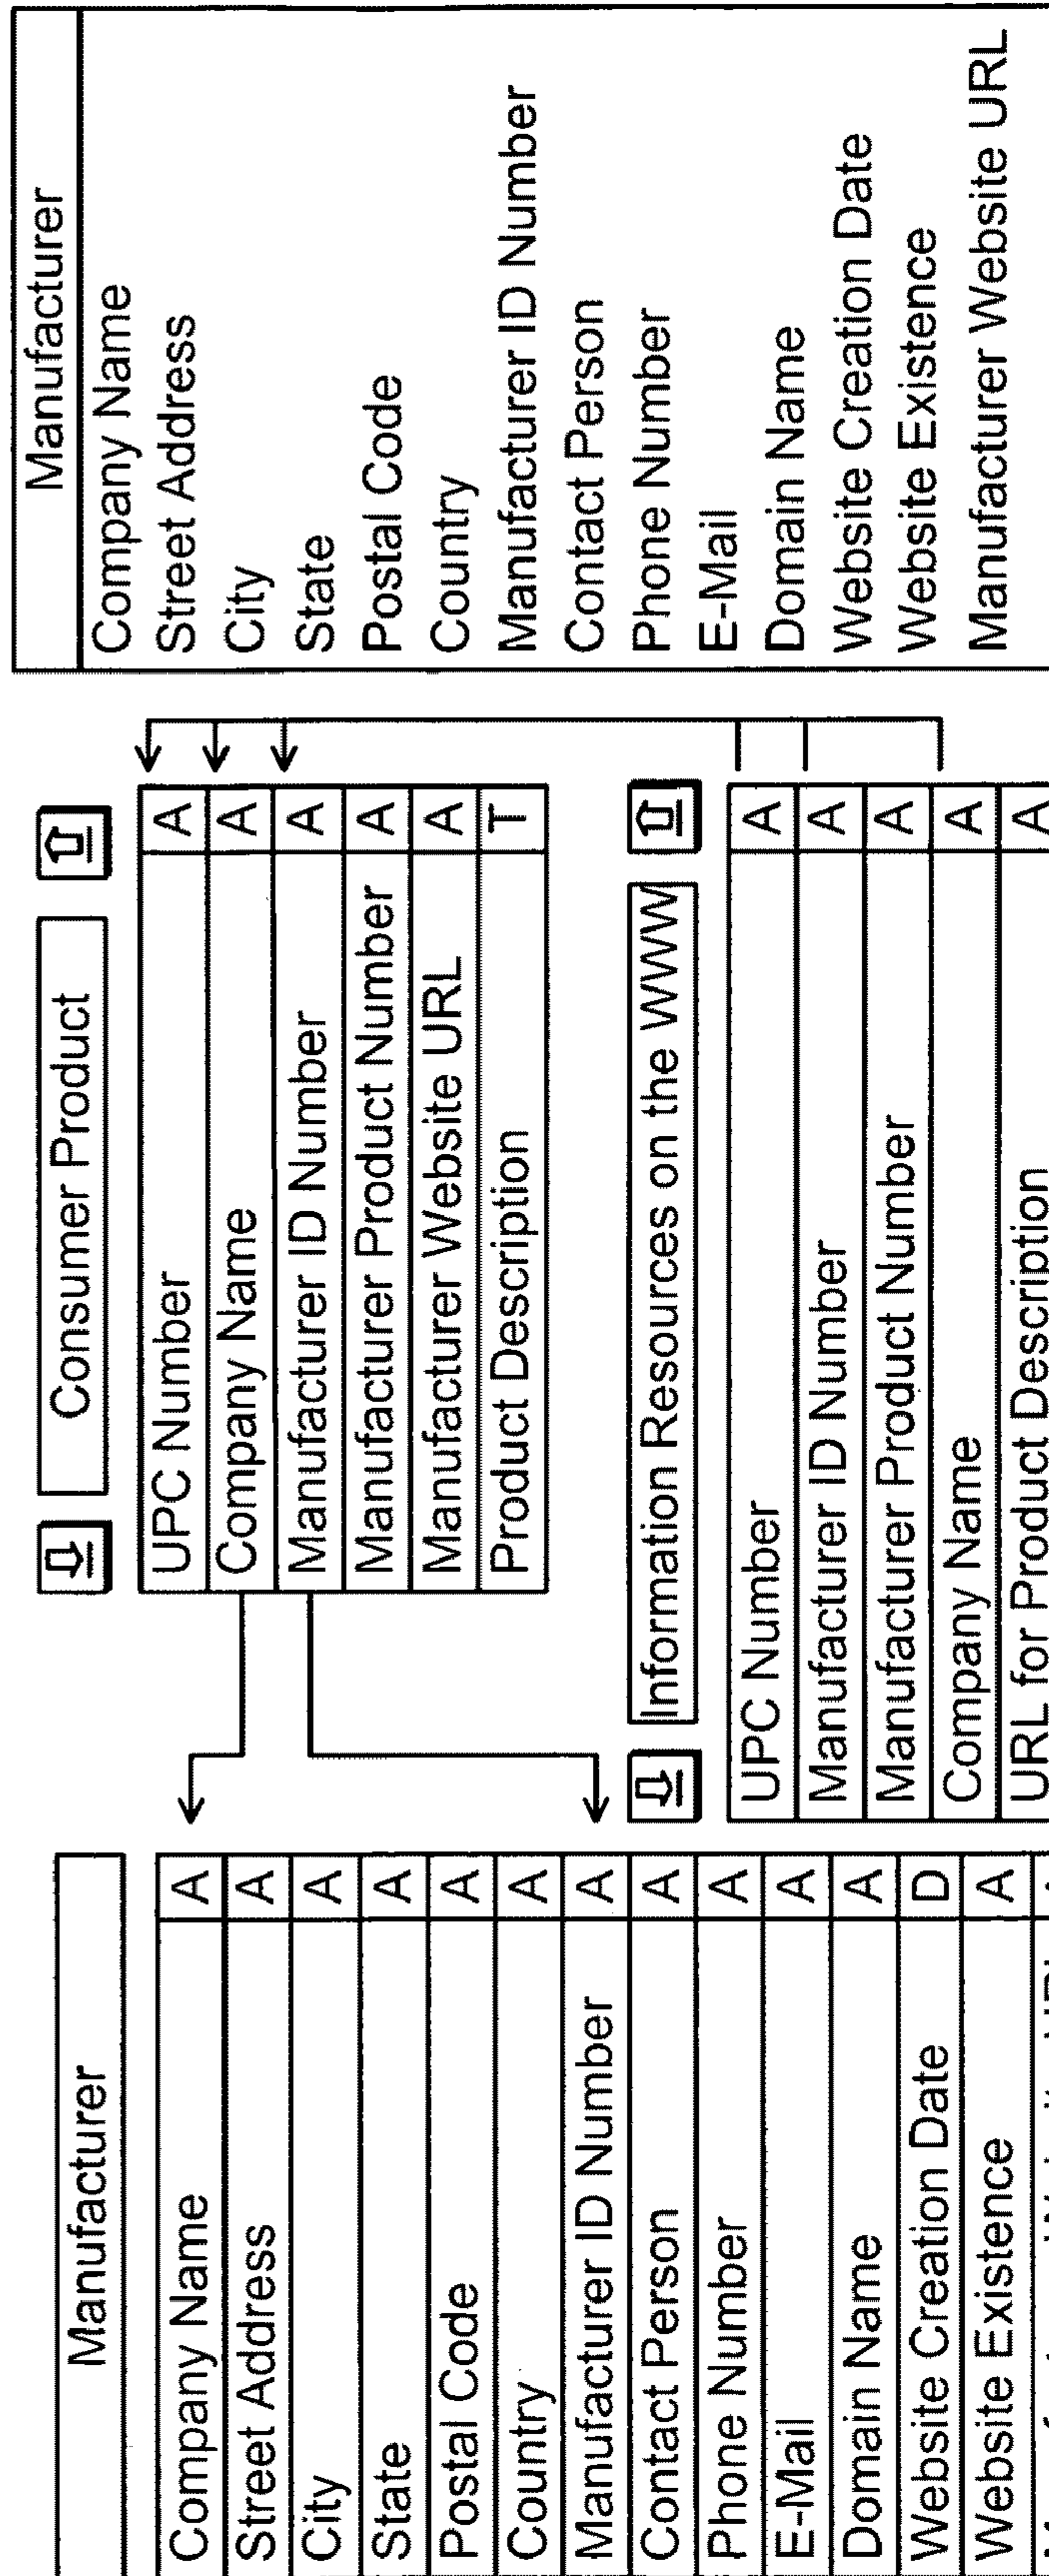 Manufacturer
Company Name A
Street Address A
City A
State A
Postal Code A
Country A
Manufacturer ID Number A
Contact Person A
Phone Number A
E-Mail A
Domain Name A
Website Creation Date D
Website Existence A
Consumer Product
UPC Number A
Company Name A
Manufacturer ID Number A
Manufacturer Product Number A
Manufacturer Website URL A
Product Description T
Information Resources on the WWW
UPC Number A
Manufacturer ID Number A
Manufacturer Product Number A
Company Name A
URL for Product Description A
Manufacturer
Company Name
Street Address
City
State
Postal Code
Country
Manufacturer ID Number
Contact Person
Phone Number
E-Mail
Domain Name
Website Creation Date
Website Existence
Manufacturer Website URL